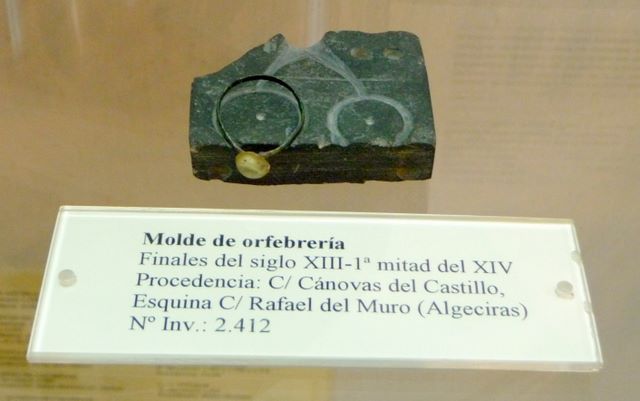 Molde de orfebrería
Finales del siglo XIII-1ª mitad del XIV
Procedencia: C/ Cánovas del Castillo,
Esquina C/ Rafael del Muro (Algeciras)
Nº Inv.: 2.412